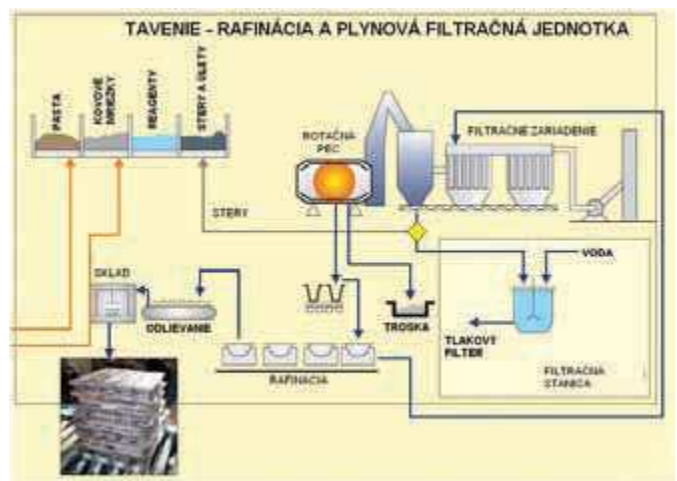 TAVENIE - RAFINÁCIA A PLYNOVÁ FILTRAČNÁ JEDNOTKA
PASTA
KOVOVÉ
MRIEŽKY
REAGENTY
STERY A ÚLETY
ROTAČNÁ
PEC
FILTRAČNÉ ZARIADENIE
STERY
SKLAD
ODLIEVANIE
TROSKA
VODA
TLAKOVÝ
FILTER
RAFINÁCIA
FILTRAČNÁ
STANICA